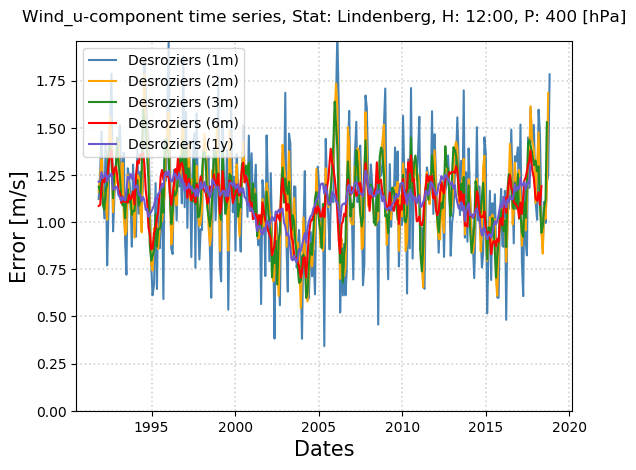 Wind_u-component time series, Stat: Lindenberg, H: 12:00, P: 400 [hPa]
Desroziers (1m)
Desroziers (2m)
Desroziers (3m)
Desroziers (6m)
Desroziers (1y)
Error [m/s]
1.75
1.50
1.25
1.00
0.75
0.50
0.25
0.00
1995 2000 2005 2010 2015 2020
Dates